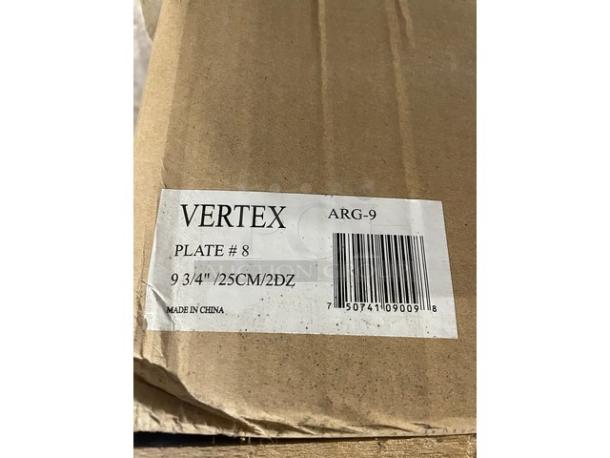 VERTEX ARG-9
PLATE # 8
9 3/4" /25CM/2DZ
MADE IN CHINA
7 50741 09009 8